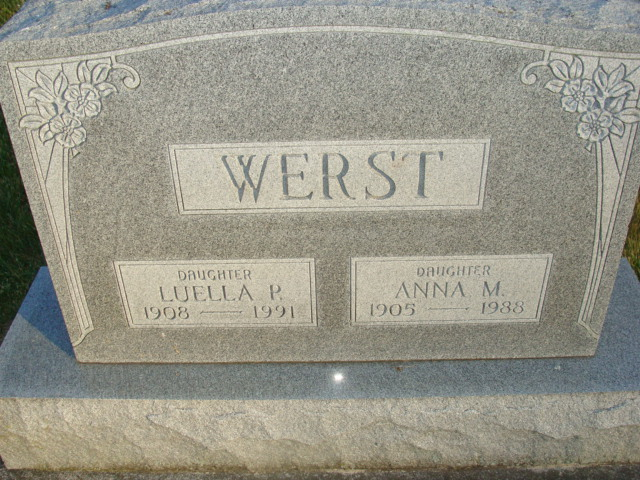 WERST
DAUGHTER
LUELLA P.
1908 — 1991
DAUGHTER
ANNA M.
1905 — 1988